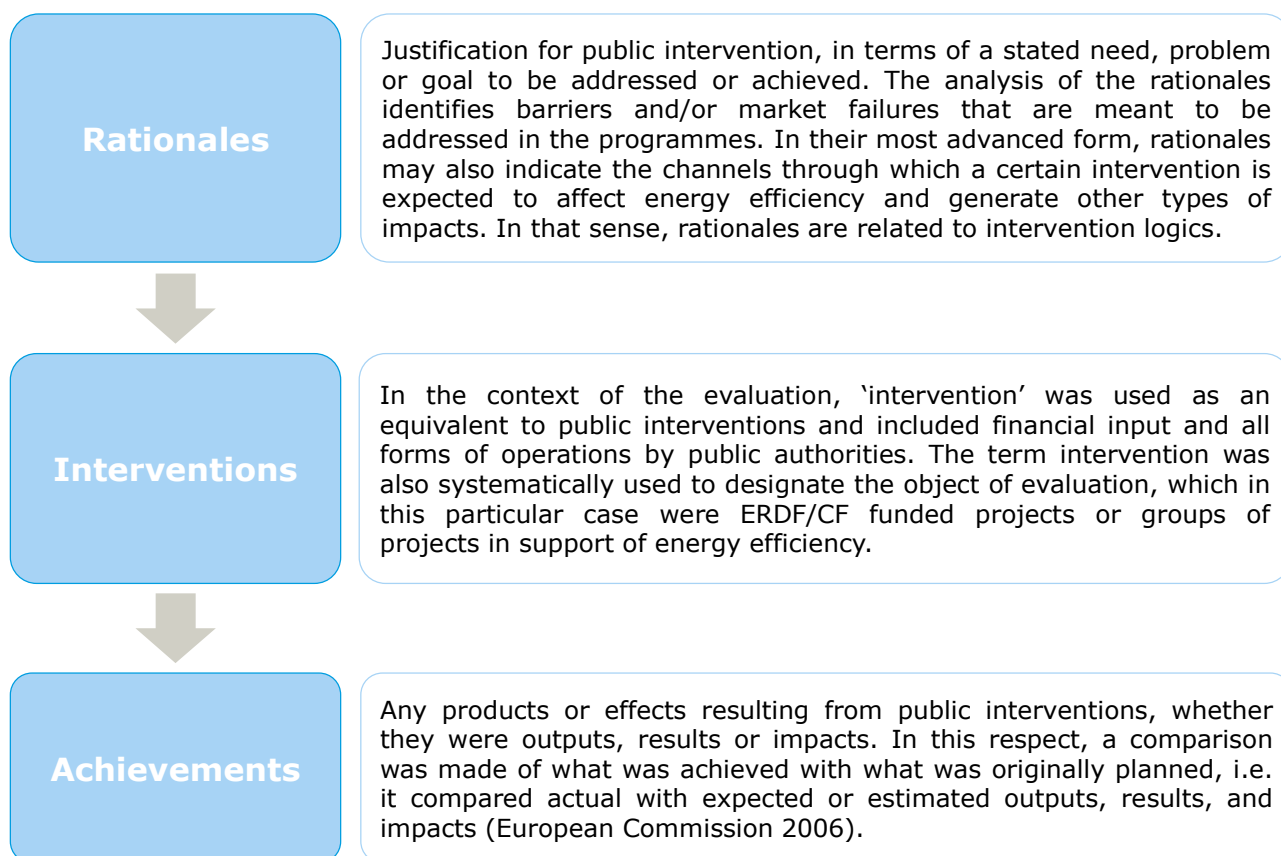 Rationales
Justification for public intervention, in terms of a stated need, problem
or goal to be addressed or achieved. The analysis of the rationales
identifies barriers and/or market failures that are meant to be
addressed in the programmes. In their most advanced form, rationales
may also indicate the channels through which a certain intervention is
expected to affect energy efficiency and generate other types of
impacts. In that sense, rationales are related to intervention logics.
Interventions
In the context of the evaluation, ‘intervention’ was used as an
equivalent to public interventions and included financial input and all
forms of operations by public authorities. The term intervention was
also systematically used to designate the object of evaluation, which in
this particular case were ERDF/CF funded projects or groups of
projects in support of energy efficiency.
Achievements
Any products or effects resulting from public interventions, whether
they were outputs, results or impacts. In this respect, a comparison
was made of what was achieved with what was originally planned, i.e.
it compared actual with expected or estimated outputs, results, and
impacts (European Commission 2006).